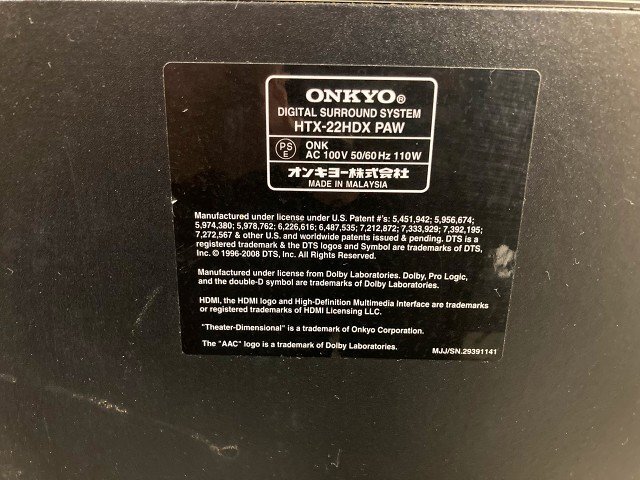 ONKYO®
DIGITAL SURROUND SYSTEM
HTX-22HDX PAW
PS
E
ONK
AC 100V 50/60 Hz 110W
オンキヨー株式会社
MADE IN MALAYSIA
Manufactured under license under U.S. Patent #'s: 5,451,942; 5,956,674;
5,974,380; 5,978,762; 6,226,616; 6,487,535; 7,212,872; 7,333,929; 7,392,195;
7,272,567 & other U.S. and worldwide patents issued & pending. DTS is a
registered trademark & the DTS logos and Symbol are trademarks of DTS,
Inc. © 1996-2008 DTS, Inc. All Rights Reserved.
Manufactured under license from Dolby Laboratories. Dolby, Pro Logic,
and the double-D symbol are trademarks of Dolby Laboratories.
HDMI, the HDMI logo and High-Definition Multimedia Interface are trademarks
or registered trademarks of HDMI Licensing LLC.
"Theater-Dimensional" is a trademark of Onkyo Corporation.
The "AAC" logo is a trademark of Dolby Laboratories.
MJJ/SN.29391141